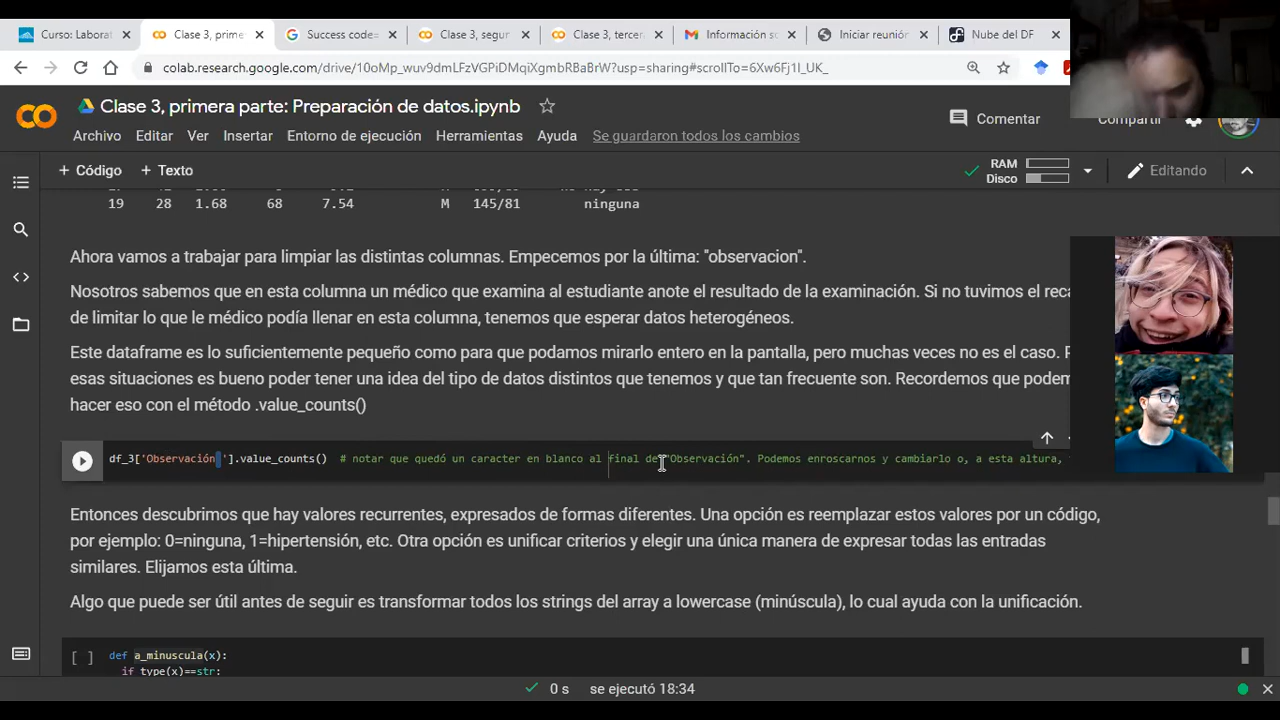 Curso: Laborat
Clase 3, prime
Success code=
Clase 3, segur
Clase 3, tercer
Información so
Iniciar reunión
Nube del DF
colab.research.google.com/drive/10oMp_wuv9dmLFzVGPiDMqiXgmbRBaBrW?usp=sharing#scrollTo=6Xw6Fj1I_UK_
Clase 3, primera parte: Preparación de datos.ipynb
Comentar
Compartir
Archivo Editar Ver Insertar Entorno de ejecución Herramientas Ayuda Se guardaron todos los cambios
+ Código + Texto
RAM
Disco
Editando
19 28 1.68 68 7.54 M 145/81 ninguna
Ahora vamos a trabajar para limpiar las distintas columnas. Empecemos por la última: "observacion".
Nosotros sabemos que en esta columna un médico que examina al estudiante anote el resultado de la examinación. Si no tuvimos el reca
de limitar lo que le médico podía llenar en esta columna, tenemos que esperar datos heterogéneos.
Este dataframe es lo suficientemente pequeño como para que podamos mirarlo entero en la pantalla, pero muchas veces no es el caso. P
esas situaciones es bueno poder tener una idea del tipo de datos distintos que tenemos y que tan frecuente son. Recordemos que podem
hacer eso con el método .value_counts()
df_3['Observación '].value_counts() # notar que quedó un caracter en blanco al final de "Observación". Podemos enroscarnos y cambiarlo o, a esta altura,
Entonces descubrimos que hay valores recurrentes, expresados de formas diferentes. Una opción es reemplazar estos valores por un código,
por ejemplo: 0=ninguna, 1=hipertensión, etc. Otra opción es unificar criterios y elegir una única manera de expresar todas las entradas
similares. Elijamos esta última.
Algo que puede ser útil antes de seguir es transformar todos los strings del array a lowercase (minúscula), lo cual ayuda con la unificación.
[ ] def a_minuscula(x):
if type(x)==str:
0 s se ejecutó 18:34